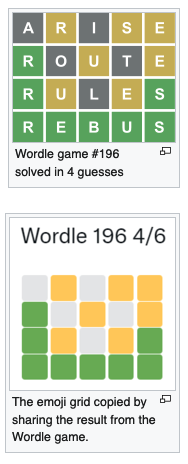 A R I S E
R O U T E
R U L E S
R E B U S
Wordle game #196
solved in 4 guesses
Wordle 196 4/6
The emoji grid copied by
sharing the result from the
Wordle game.